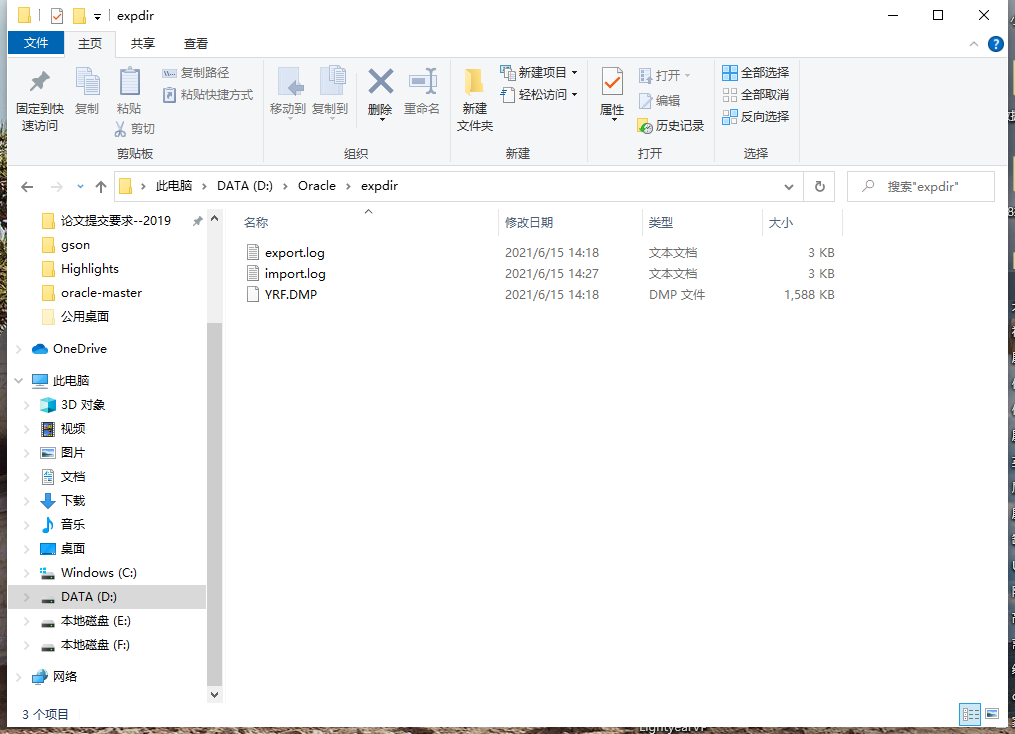 expdir
文件 主页 共享 查看
固定到快速访问
复制
粘贴
复制路径
粘贴快捷方式
剪切
剪贴板
移动到
复制到
删除
重命名
组织
新建文件夹
新建项目
轻松访问
新建
属性
打开
编辑
历史记录
打开
全部选择
全部取消
反向选择
选择
此电脑 DATA (D:) Oracle expdir
搜索"expdir"
论文提交要求--2019
gson
Highlights
oracle-master
公用桌面
OneDrive
此电脑
3D 对象
视频
图片
文档
下载
音乐
桌面
Windows (C:)
DATA (D:)
本地磁盘 (E:)
本地磁盘 (F:)
网络
名称 修改日期 类型 大小
export.log 2021/6/15 14:18 文本文档 3 KB
import.log 2021/6/15 14:27 文本文档 3 KB
YRF.DMP 2021/6/15 14:18 DMP 文件 1,588 KB
3 个项目